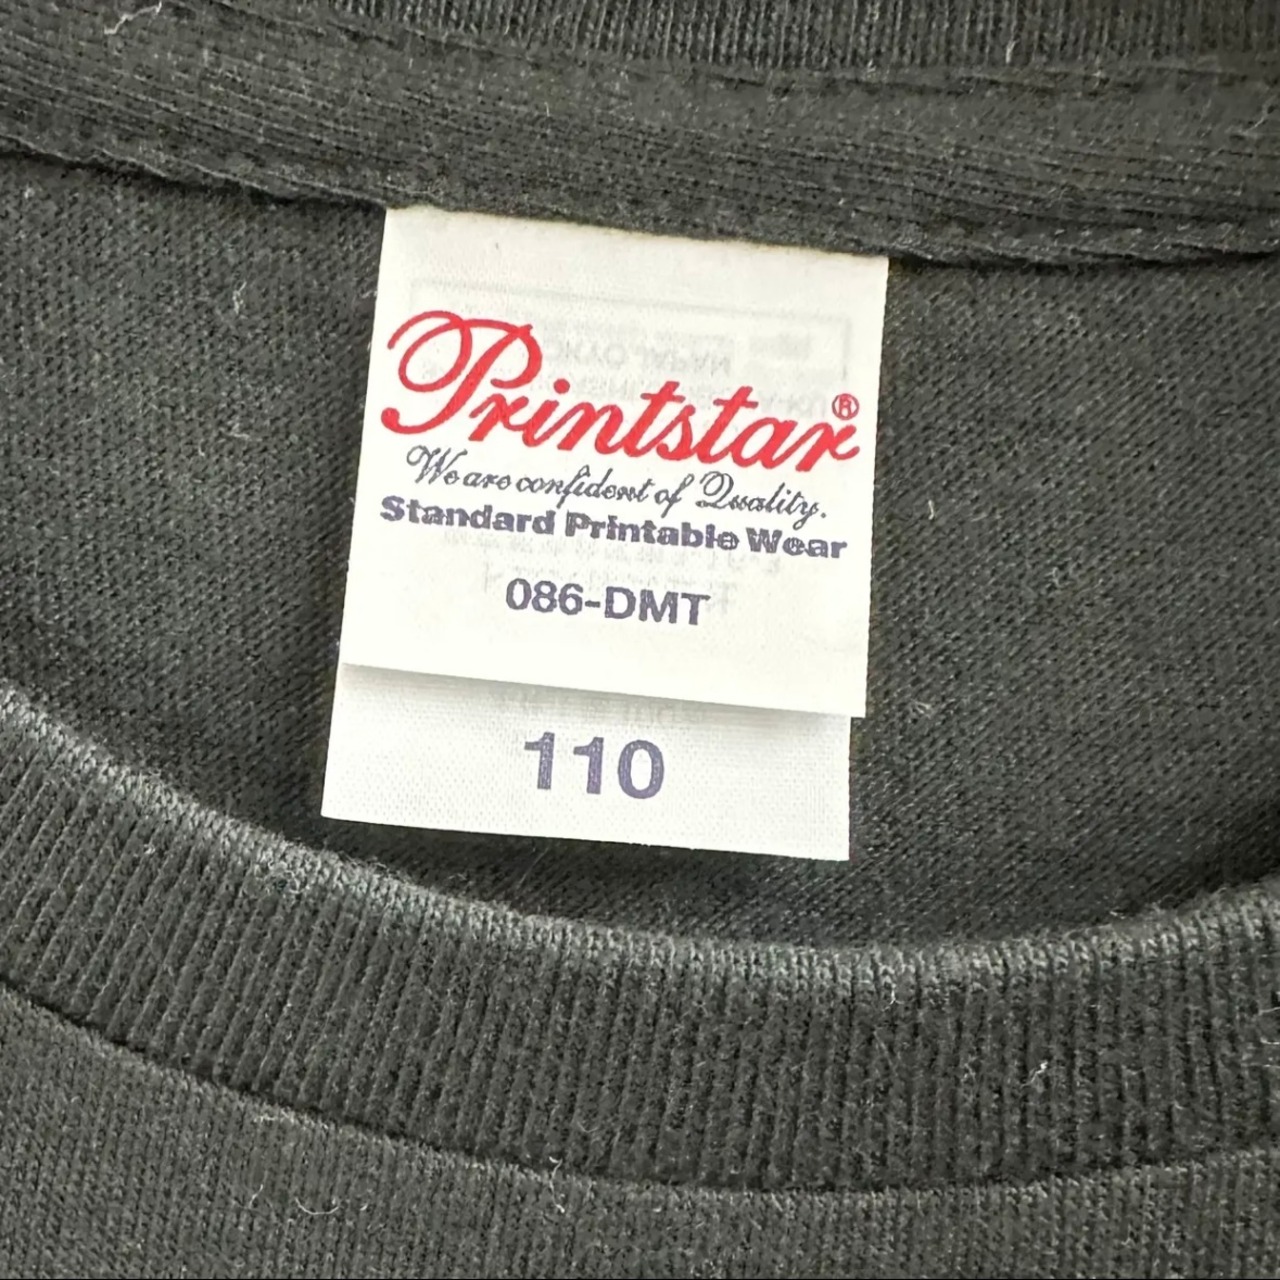 Printstar®
We are confident of Quality.
Standard Printable Wear
086-DMT
110